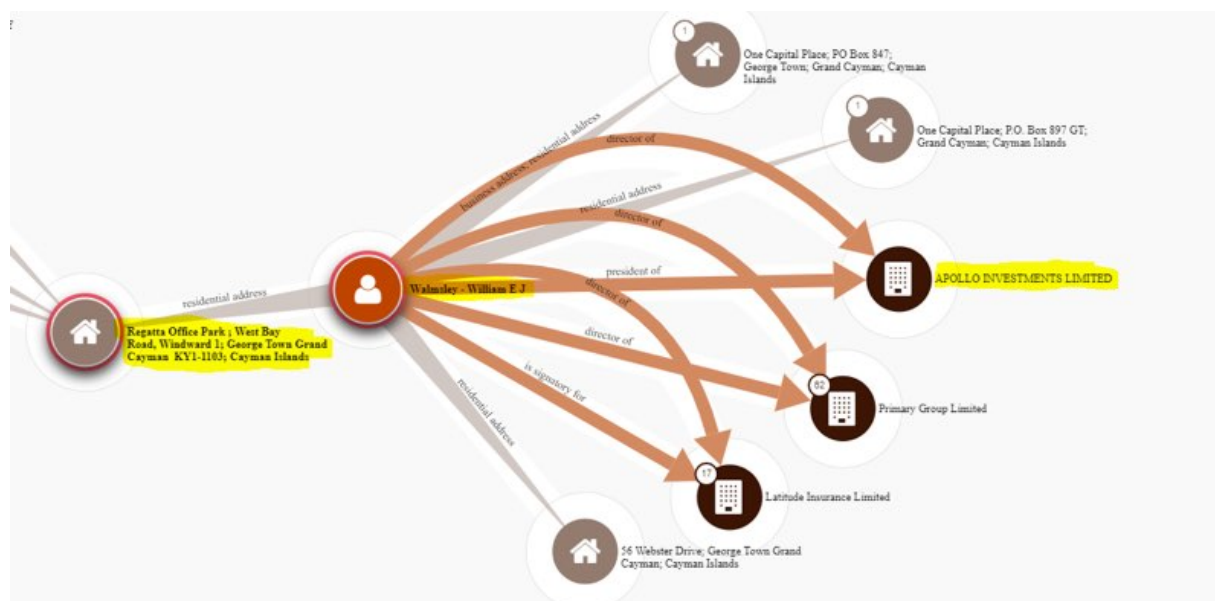 1
One Capital Place; PO Box 847;
George Town; Grand Cayman; Cayman
Islands
1
One Capital Place; P.O. Box 897 GT;
Grand Cayman; Cayman Islands
business address, residential address
director of
residential address
director of
president of
APOLLO INVESTMENTS LIMITED
director of
Walmsley - William E J
residential address
Regatta Office Park ; West Bay
Road, Windward 1; George Town Grand
Cayman KY1-1103; Cayman Islands
director of
is signatory for
62
Primary Group Limited
residential address
17
Latitude Insurance Limited
56 Webster Drive; George Town Grand
Cayman; Cayman Islands